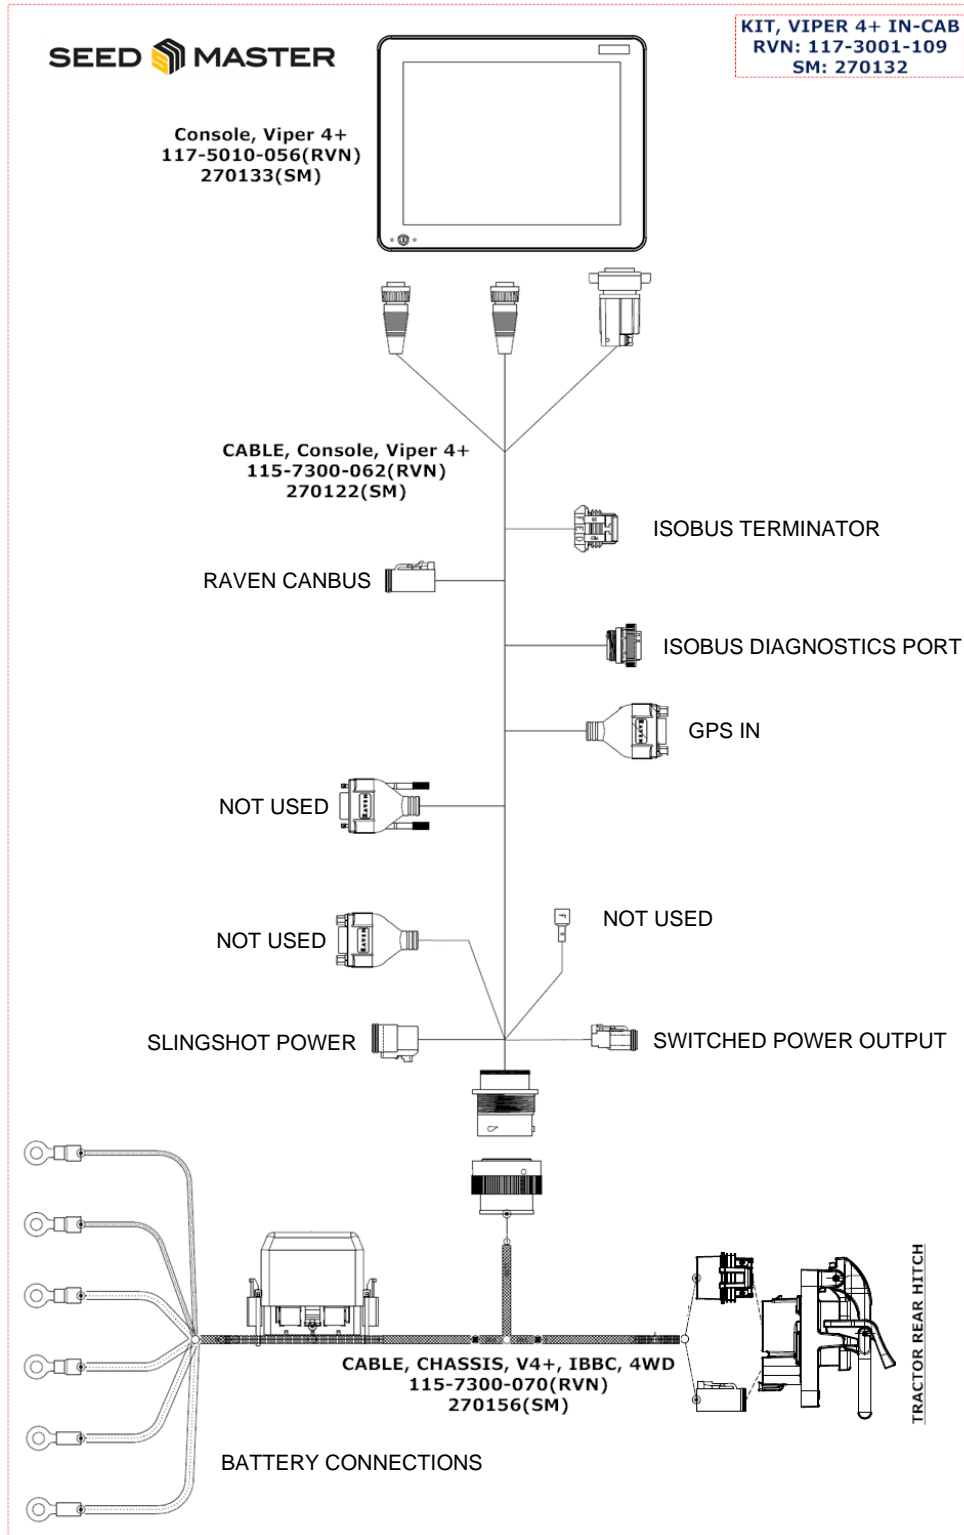 SEED MASTER
KIT, VIPER 4+ IN-CAB
RVN: 117-3001-109
SM: 270132
Console, Viper 4+
117-5010-056(RVN)
270133(SM)
CABLE, Console, Viper 4+
115-7300-062(RVN)
270122(SM)
ISOBUS TERMINATOR
RAVEN CANBUS
ISOBUS DIAGNOSTICS PORT
GPS IN
RAVEN
NOT USED
RAVEN
NOT USED
NOT USED
RAVEN
SLINGSHOT POWER
SWITCHED POWER OUTPUT
CABLE, CHASSIS, V4+, IBBC, 4WD
115-7300-070(RVN)
270156(SM)
TRACTOR REAR HITCH
BATTERY CONNECTIONS